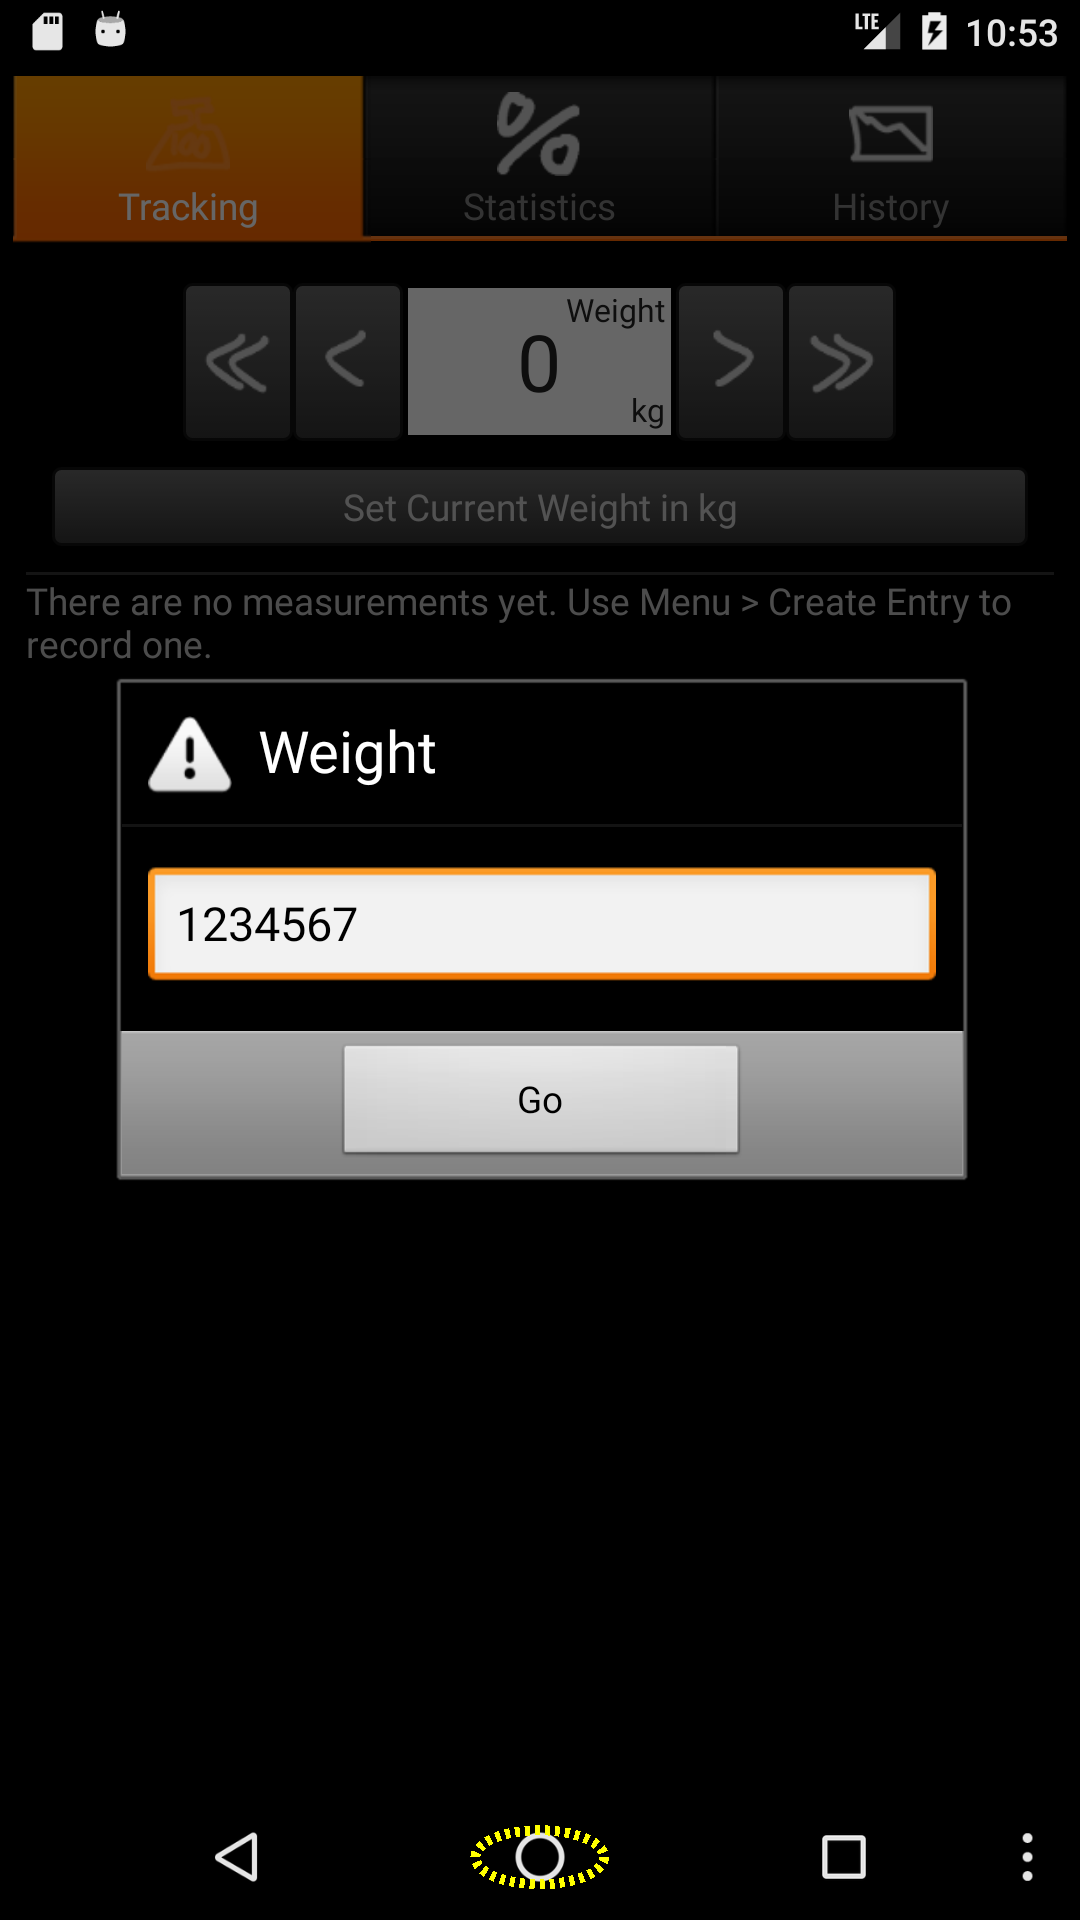 LTE 10:53
Tracking Statistics History
Weight
0
kg
Set Current Weight in kg
There are no measurements yet. Use Menu > Create Entry to
record one.
Weight
1234567
Go